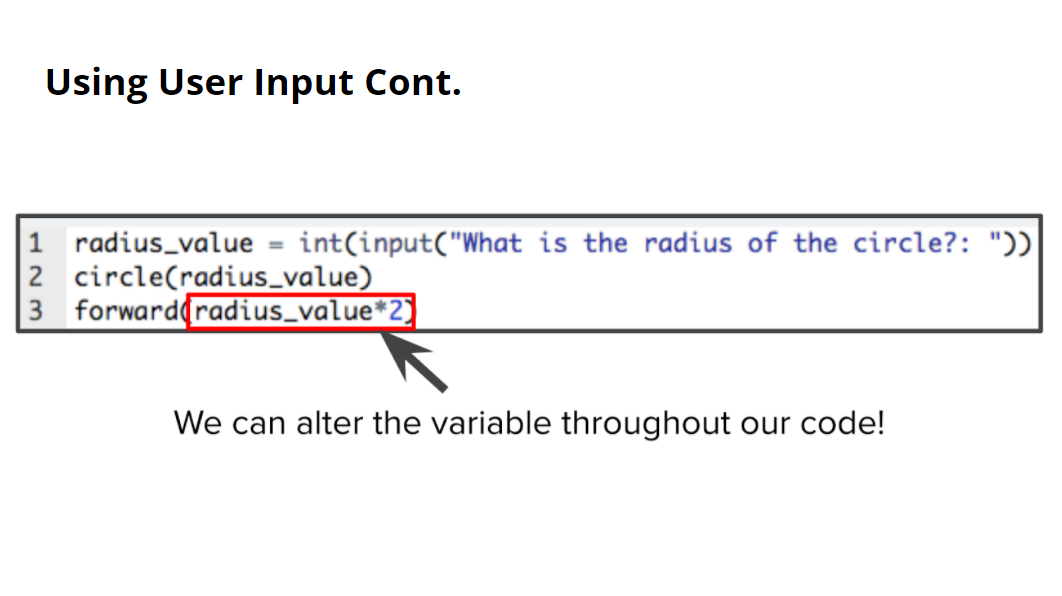 Using User Input Cont.
1 radius_value = int(input("What is the radius of the circle?: "))
2 circle(radius_value)
3 forward(radius_value*2)
We can alter the variable throughout our code!